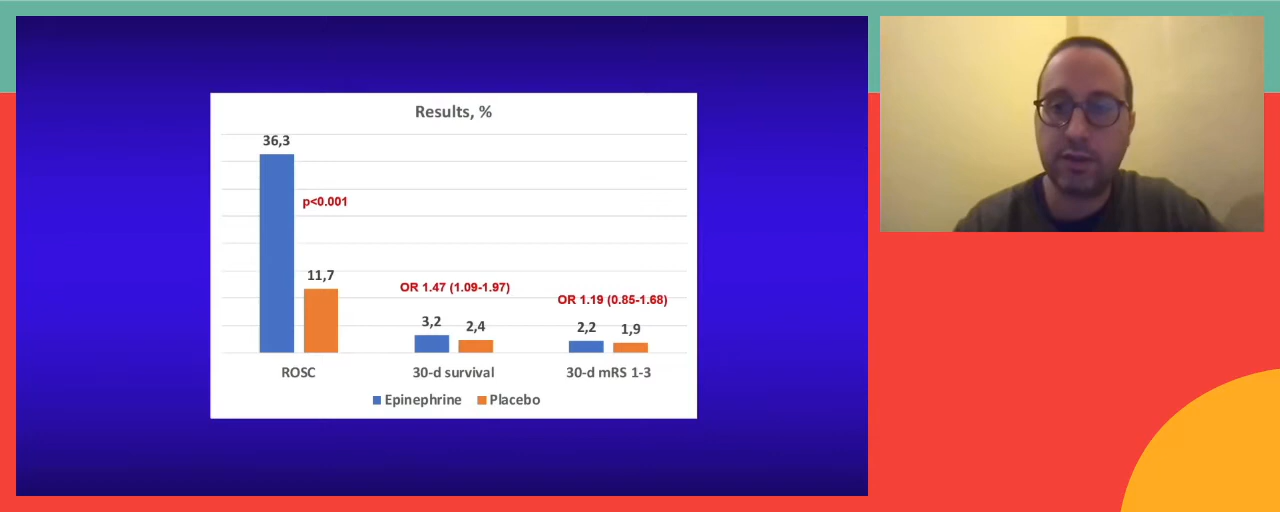 Results, %
36,3
p<0.001
11,7
OR 1.47 (1.09-1.97)
OR 1.19 (0.85-1.68)
3,2
2,4
2,2
1,9
ROSC
30-d survival
30-d mRS 1-3
Epinephrine
Placebo